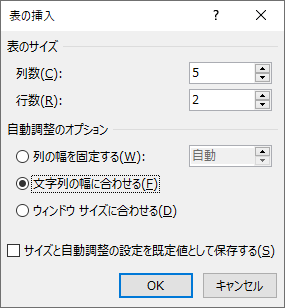 表の挿入 ? ×
表のサイズ
列数(C): 5
行数(R): 2
自動調整のオプション
列の幅を固定する(W): 自動
文字列の幅に合わせる(F)
ウィンドウ サイズに合わせる(D)
サイズと自動調整の設定を既定値として保存する(S)
OK キャンセル